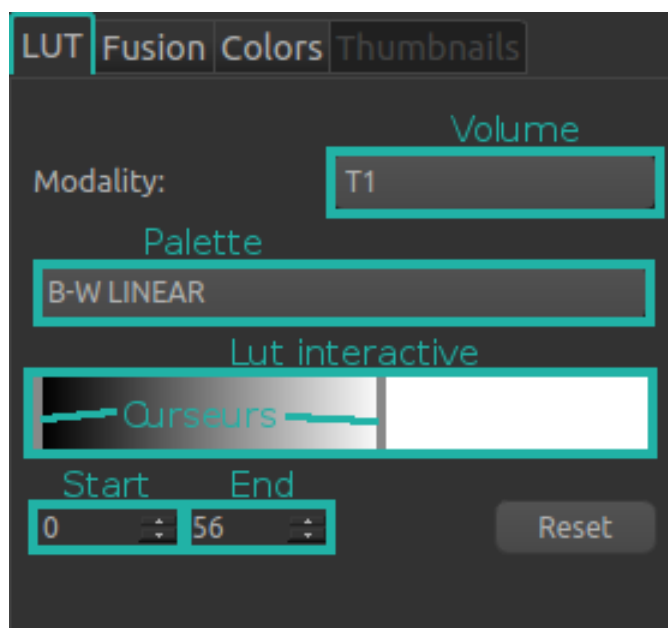 LUT Fusion Colors Thumbnails
Volume
Modality: T1
Palette
B-W LINEAR
Lut interactive
Curseurs
Start End
0 56 Reset